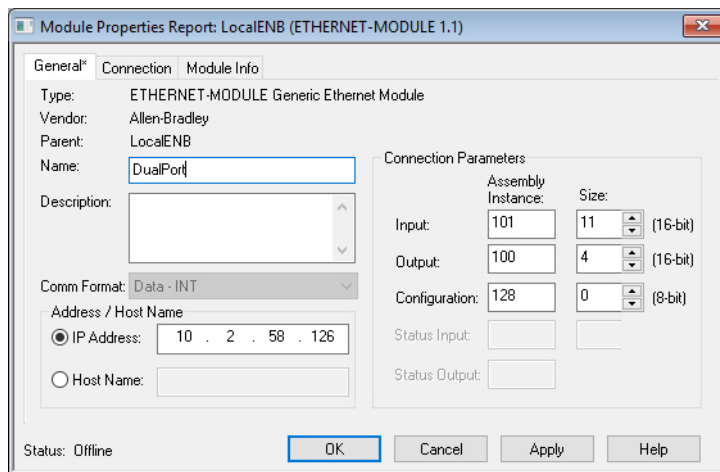 Module Properties Report: LocalENB (ETHERNET-MODULE 1.1)
General* Connection Module Info
Type: ETHERNET-MODULE Generic Ethernet Module
Vendor: Allen-Bradley
Parent: LocalENB
Name: DualPort
Description:
Comm Format: Data - INT
Address / Host Name
IP Address: 10 . 2 . 58 . 126
Host Name:
Connection Parameters
Assembly Instance: Size:
Input: 101 11 (16-bit)
Output: 100 4 (16-bit)
Configuration: 128 0 (8-bit)
Status Input:
Status Output:
Status: Offline
OK Cancel Apply Help